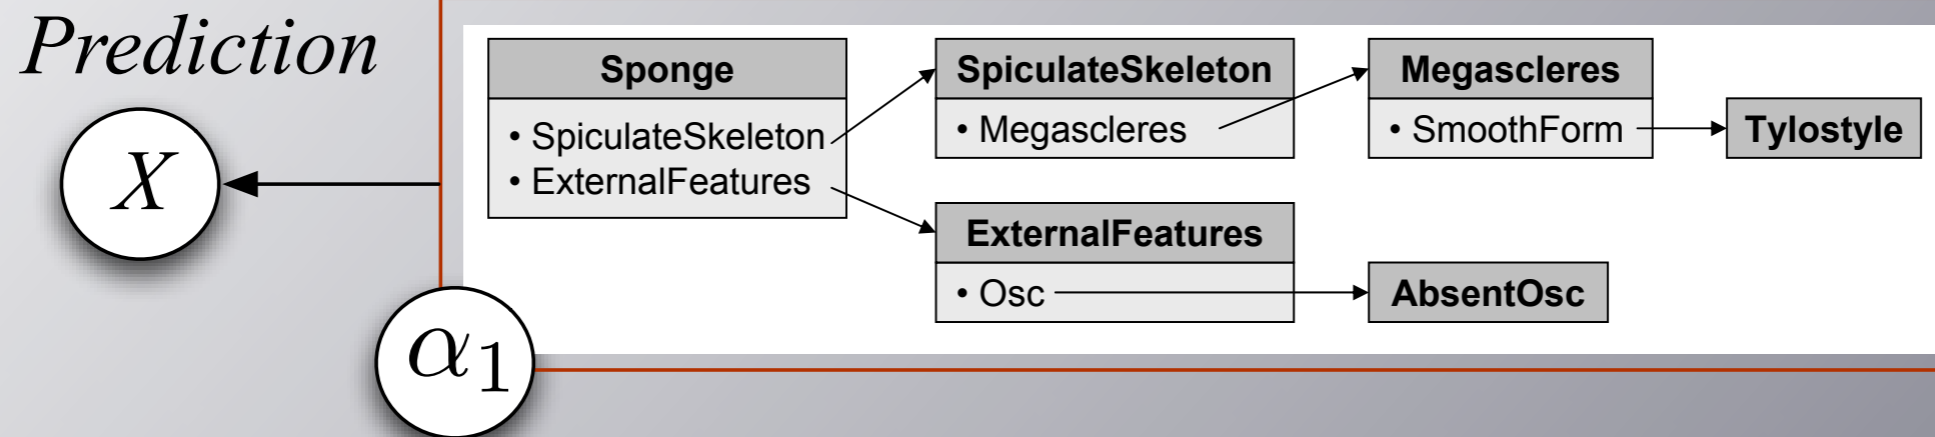 Prediction
X
α1
Sponge
• SpiculateSkeleton
• ExternalFeatures
SpiculateSkeleton
• Megascleres
Megascleres
• SmoothForm
Tylostyle
ExternalFeatures
• Osc
AbsentOsc